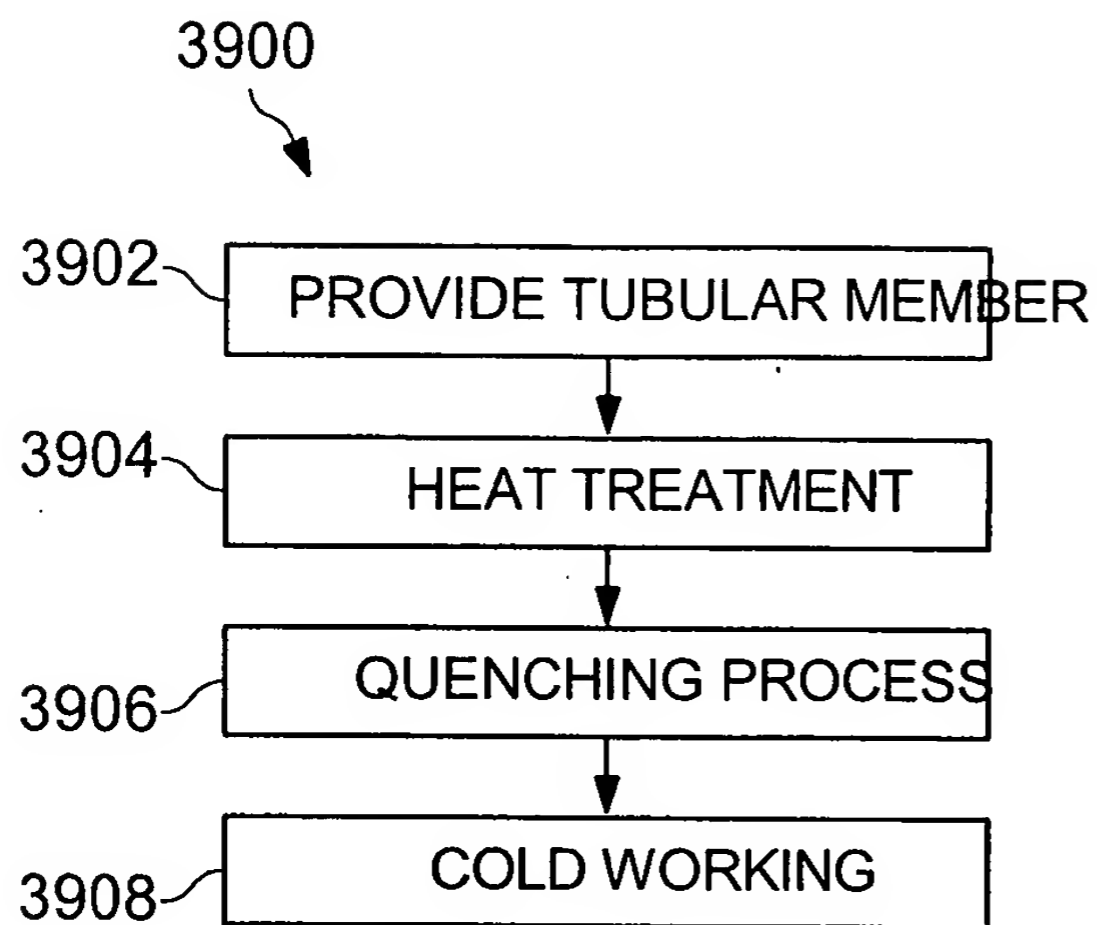 3900
3902
PROVIDE TUBULAR MEMBER
3904
HEAT TREATMENT
3906
QUENCHING PROCESS
3908
COLD WORKING